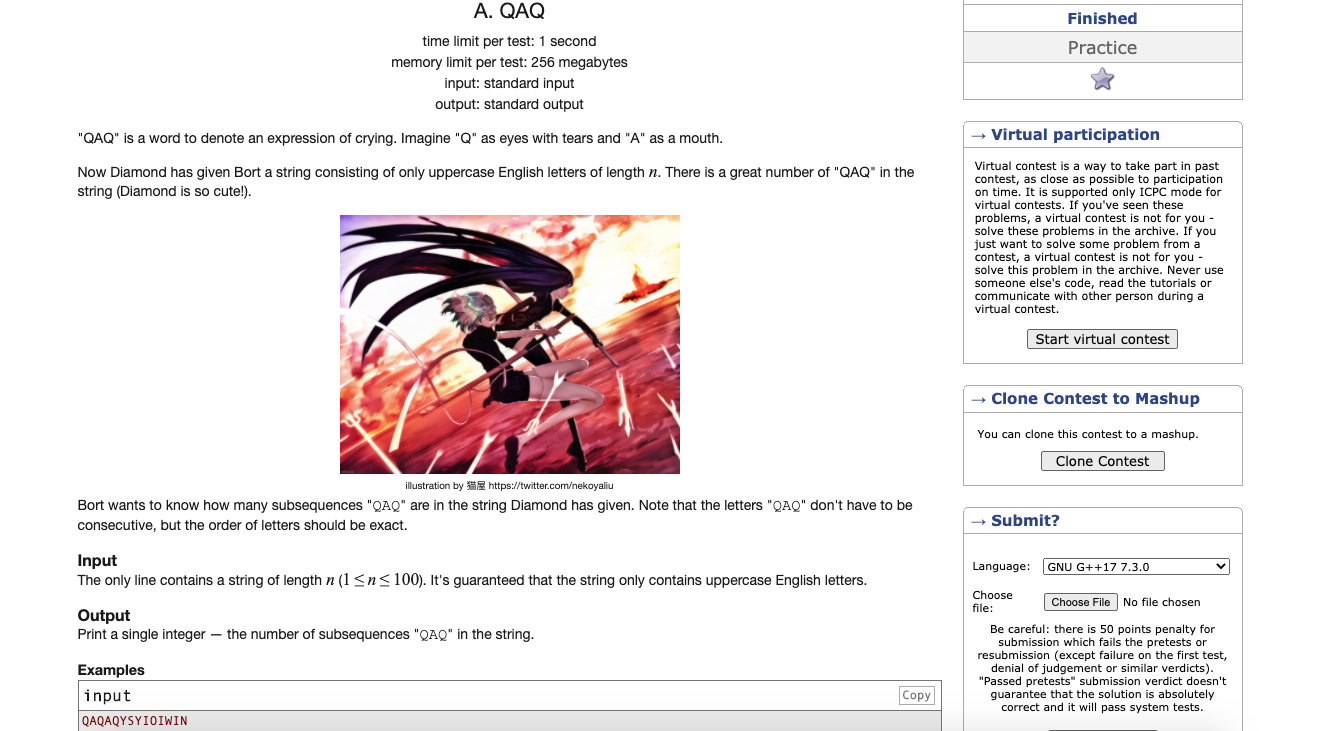 A. QAQ
time limit per test: 1 second
memory limit per test: 256 megabytes
input: standard input
output: standard output
"QAQ" is a word to denote an expression of crying. Imagine "Q" as eyes with tears and "A" as a mouth.
Now Diamond has given Bort a string consisting of only uppercase English letters of length n. There is a great number of "QAQ" in the
string (Diamond is so cute!).
illustration by 猫屋 https://twitter.com/nekoyaliu
Bort wants to know how many subsequences "QAQ" are in the string Diamond has given. Note that the letters "QAQ" don't have to be
consecutive, but the order of letters should be exact.
Input
The only line contains a string of length n (1 ≤ n ≤ 100). It's guaranteed that the string only contains uppercase English letters.
Output
Print a single integer — the number of subsequences "QAQ" in the string.
Examples
input
Copy
QAQAQYSYIOIWIN
Finished
Practice
→ Virtual participation
Virtual contest is a way to take part in past
contest, as close as possible to participation
on time. It is supported only ICPC mode for
virtual contests. If you've seen these
problems, a virtual contest is not for you -
solve these problems in the archive. If you
just want to solve some problem from a
contest, a virtual contest is not for you -
solve this problem in the archive. Never use
someone else's code, read the tutorials or
communicate with other person during a
virtual contest.
Start virtual contest
→ Clone Contest to Mashup
You can clone this contest to a mashup.
Clone Contest
→ Submit?
Language: GNU G++17 7.3.0
Choose
file: Choose File No file chosen
Be careful: there is 50 points penalty for
submission which fails the pretests or
resubmission (except failure on the first test,
denial of judgement or similar verdicts).
"Passed pretests" submission verdict doesn't
guarantee that the solution is absolutely
correct and it will pass system tests.